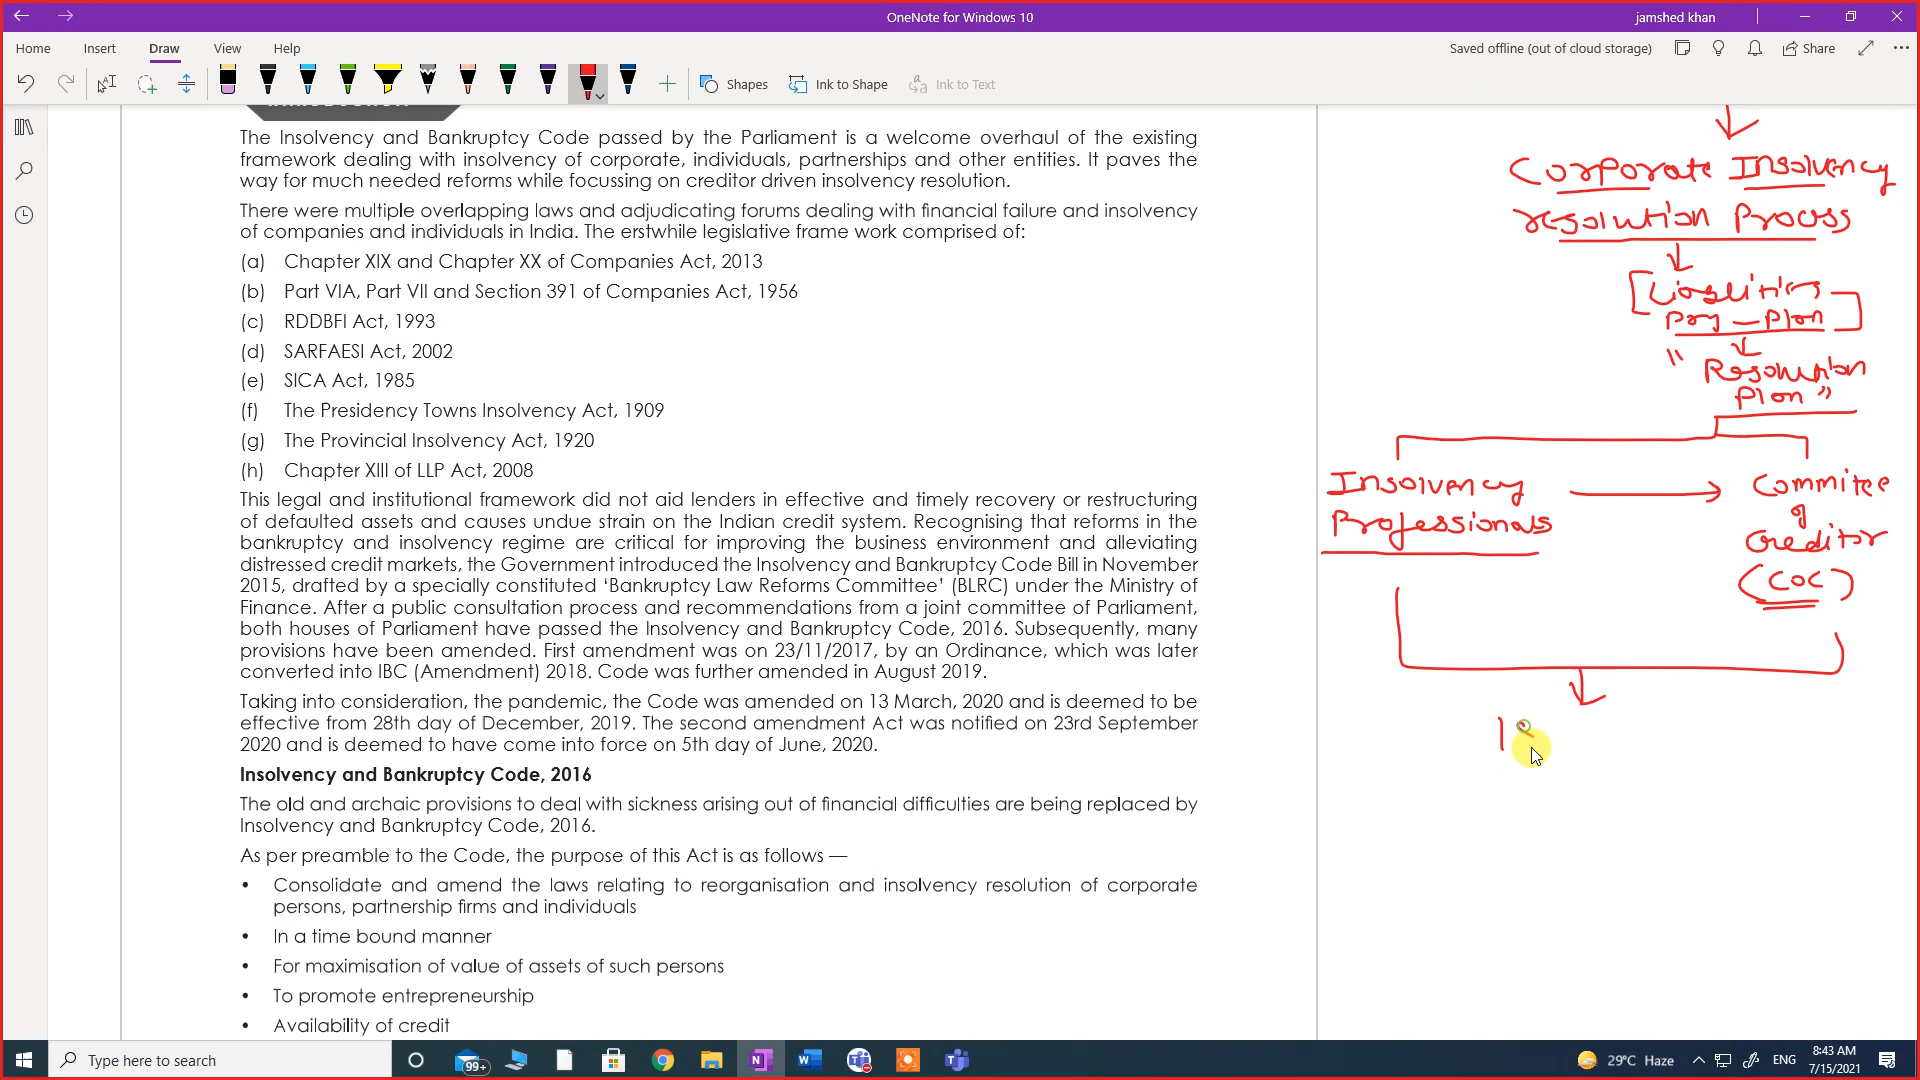 OneNote for Windows 10
jamshed khan
Home Insert Draw View Help
Saved offline (out of cloud storage)
Share
Shapes
Ink to Shape
Ink to Text
The Insolvency and Bankruptcy Code passed by the Parliament is a welcome overhaul of the existing
framework dealing with insolvency of corporate, individuals, partnerships and other entities. It paves the
way for much needed reforms while focussing on creditor driven insolvency resolution.
There were multiple overlapping laws and adjudicating forums dealing with financial failure and insolvency
of companies and individuals in India. The erstwhile legislative frame work comprised of:
(a) Chapter XIX and Chapter XX of Companies Act, 2013
(b) Part VIA, Part VII and Section 391 of Companies Act, 1956
(c) RDDBFI Act, 1993
(d) SARFAESI Act, 2002
(e) SICA Act, 1985
(f) The Presidency Towns Insolvency Act, 1909
(g) The Provincial Insolvency Act, 1920
(h) Chapter XIII of LLP Act, 2008
This legal and institutional framework did not aid lenders in effective and timely recovery or restructuring
of defaulted assets and causes undue strain on the Indian credit system. Recognising that reforms in the
bankruptcy and insolvency regime are critical for improving the business environment and alleviating
distressed credit markets, the Government introduced the Insolvency and Bankruptcy Code Bill in November
2015, drafted by a specially constituted ‘Bankruptcy Law Reforms Committee’ (BLRC) under the Ministry of
Finance. After a public consultation process and recommendations from a joint committee of Parliament,
both houses of Parliament have passed the Insolvency and Bankruptcy Code, 2016. Subsequently, many
provisions have been amended. First amendment was on 23/11/2017, by an Ordinance, which was later
converted into IBC (Amendment) 2018. Code was further amended in August 2019.
Taking into consideration, the pandemic, the Code was amended on 13 March, 2020 and is deemed to be
effective from 28th day of December, 2019. The second amendment Act was notified on 23rd September
2020 and is deemed to have come into force on 5th day of June, 2020.
Insolvency and Bankruptcy Code, 2016
The old and archaic provisions to deal with sickness arising out of financial difficulties are being replaced by
Insolvency and Bankruptcy Code, 2016.
As per preamble to the Code, the purpose of this Act is as follows —
• Consolidate and amend the laws relating to reorganisation and insolvency resolution of corporate
persons, partnership firms and individuals
• In a time bound manner
• For maximisation of value of assets of such persons
• To promote entrepreneurship
• Availability of credit
Corporate Insolvency
resolution Process
Liabilities
Pay – Plan
" Resolution
Plan "
Insolvency
Professionals
Commitee
of
Creditor
(COC)
Type here to search
99+
29°C Haze
ENG
8:43 AM
7/15/2021